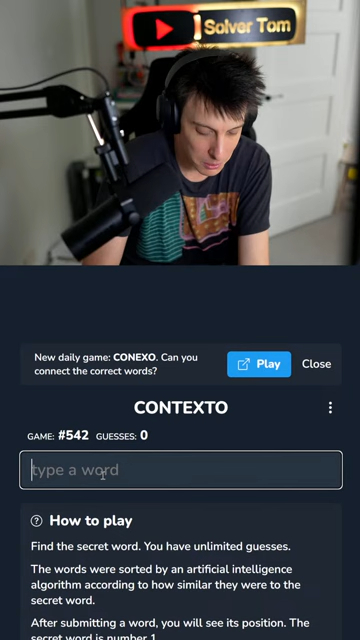 Solver Tom
New daily game: CONEXO. Can you
connect the correct words?
Play
Close
CONTEXTO
GAME: #542 GUESSES: 0
type a word
How to play
Find the secret word. You have unlimited guesses.
The words were sorted by an artificial intelligence
algorithm according to how similar they were to the
secret word.
After submitting a word, you will see its position. The
secret word is number 1.